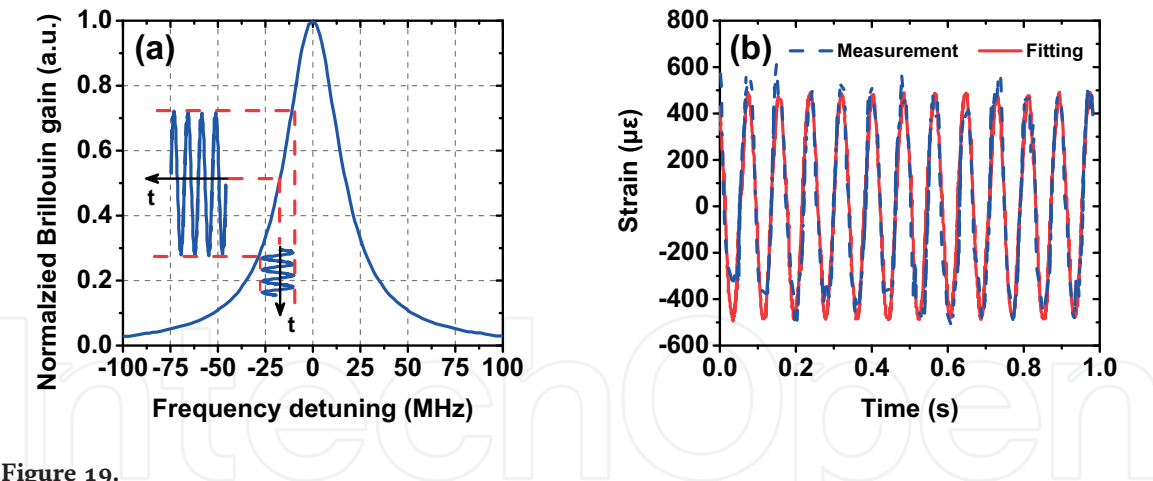 (a)
Normalzied Brillouin gain (a.u.)
1.0
0.8
0.6
0.4
0.2
0.0
t
t
-100 -75 -50 -25 0 25 50 75 100
Frequency detuning (MHz)
(b)
Measurement Fitting
Strain (με)
800
600
400
200
0
-200
-400
-600
0.0 0.2 0.4 0.6 0.8 1.0
Time (s)
IntechOpen
Figure 19.